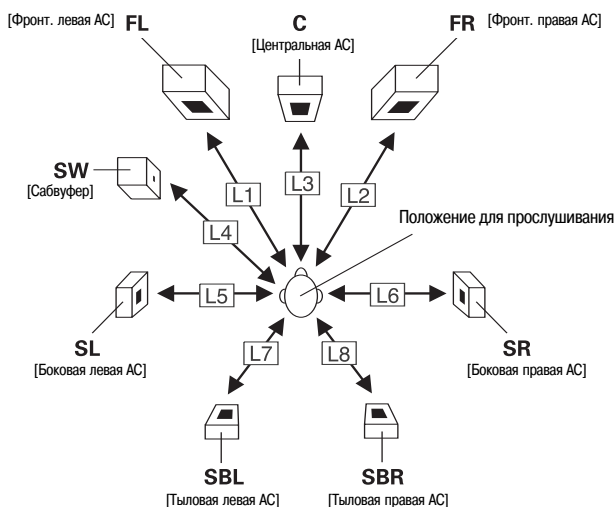 [Фронт. левая АС] FL
C
[Центральная АС]
FR [Фронт. правая АС]
SW
[Сабвуфер]
L1
L3
L2
L4
Положение для прослушивания
L5
L6
SL
[Боковая левая АС]
L7
L8
SR
[Боковая правая АС]
SBL
[Тыловая левая АС]
SBR
[Тыловая правая АС]